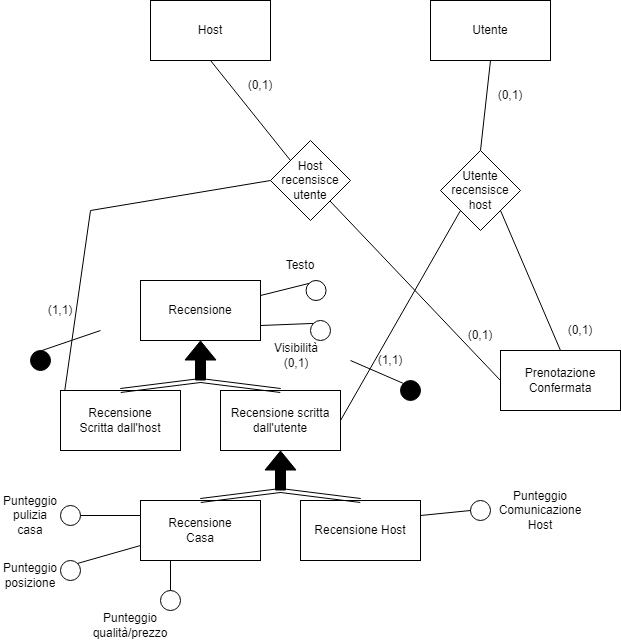 Host
Utente
(0,1)
(0,1)
Host
recensisce
utente
Utente
recensisce
host
Testo
Recensione
(1,1)
Visibilità
(0,1)
(0,1)
(0,1)
(1,1)
Prenotazione
Confermata
Recensione
Scritta dall'host
Recensione scritta
dall'utente
Punteggio
pulizia
casa
Recensione
Casa
Recensione Host
Punteggio
Comunicazione
Host
Punteggio
posizione
Punteggio
qualità/prezzo